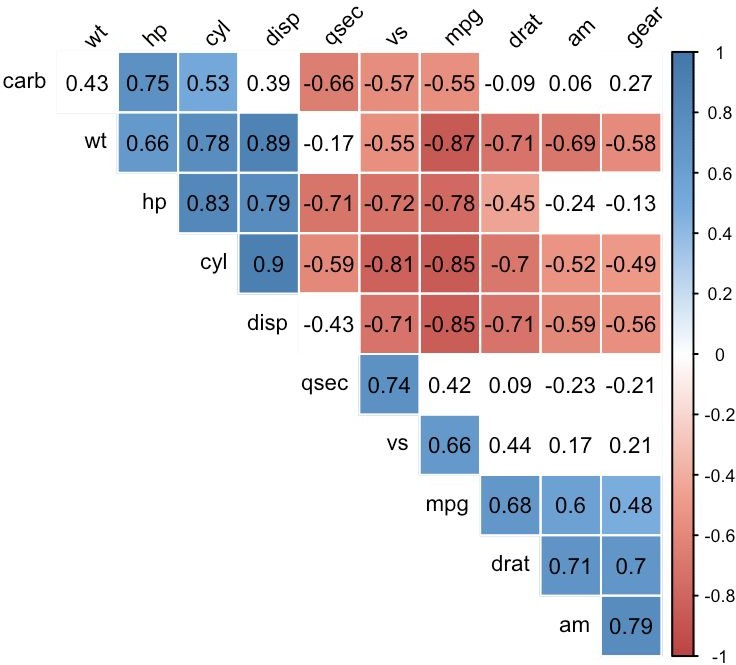 wt hp cyl disp qsec vs mpg drat am gear
carb 0.43 0.75 0.53 0.39 -0.66 -0.57 -0.55 -0.09 0.06 0.27
wt 0.66 0.78 0.89 -0.17 -0.55 -0.87 -0.71 -0.69 -0.58
hp 0.83 0.79 -0.71 -0.72 -0.78 -0.45 -0.24 -0.13
cyl 0.9 -0.59 -0.81 -0.85 -0.7 -0.52 -0.49
disp -0.43 -0.71 -0.85 -0.71 -0.59 -0.56
qsec 0.74 0.42 0.09 -0.23 -0.21
vs 0.66 0.44 0.17 0.21
mpg 0.68 0.6 0.48
drat 0.71 0.7
am 0.79
1
0.8
0.6
0.4
0.2
0
-0.2
-0.4
-0.6
-0.8
-1